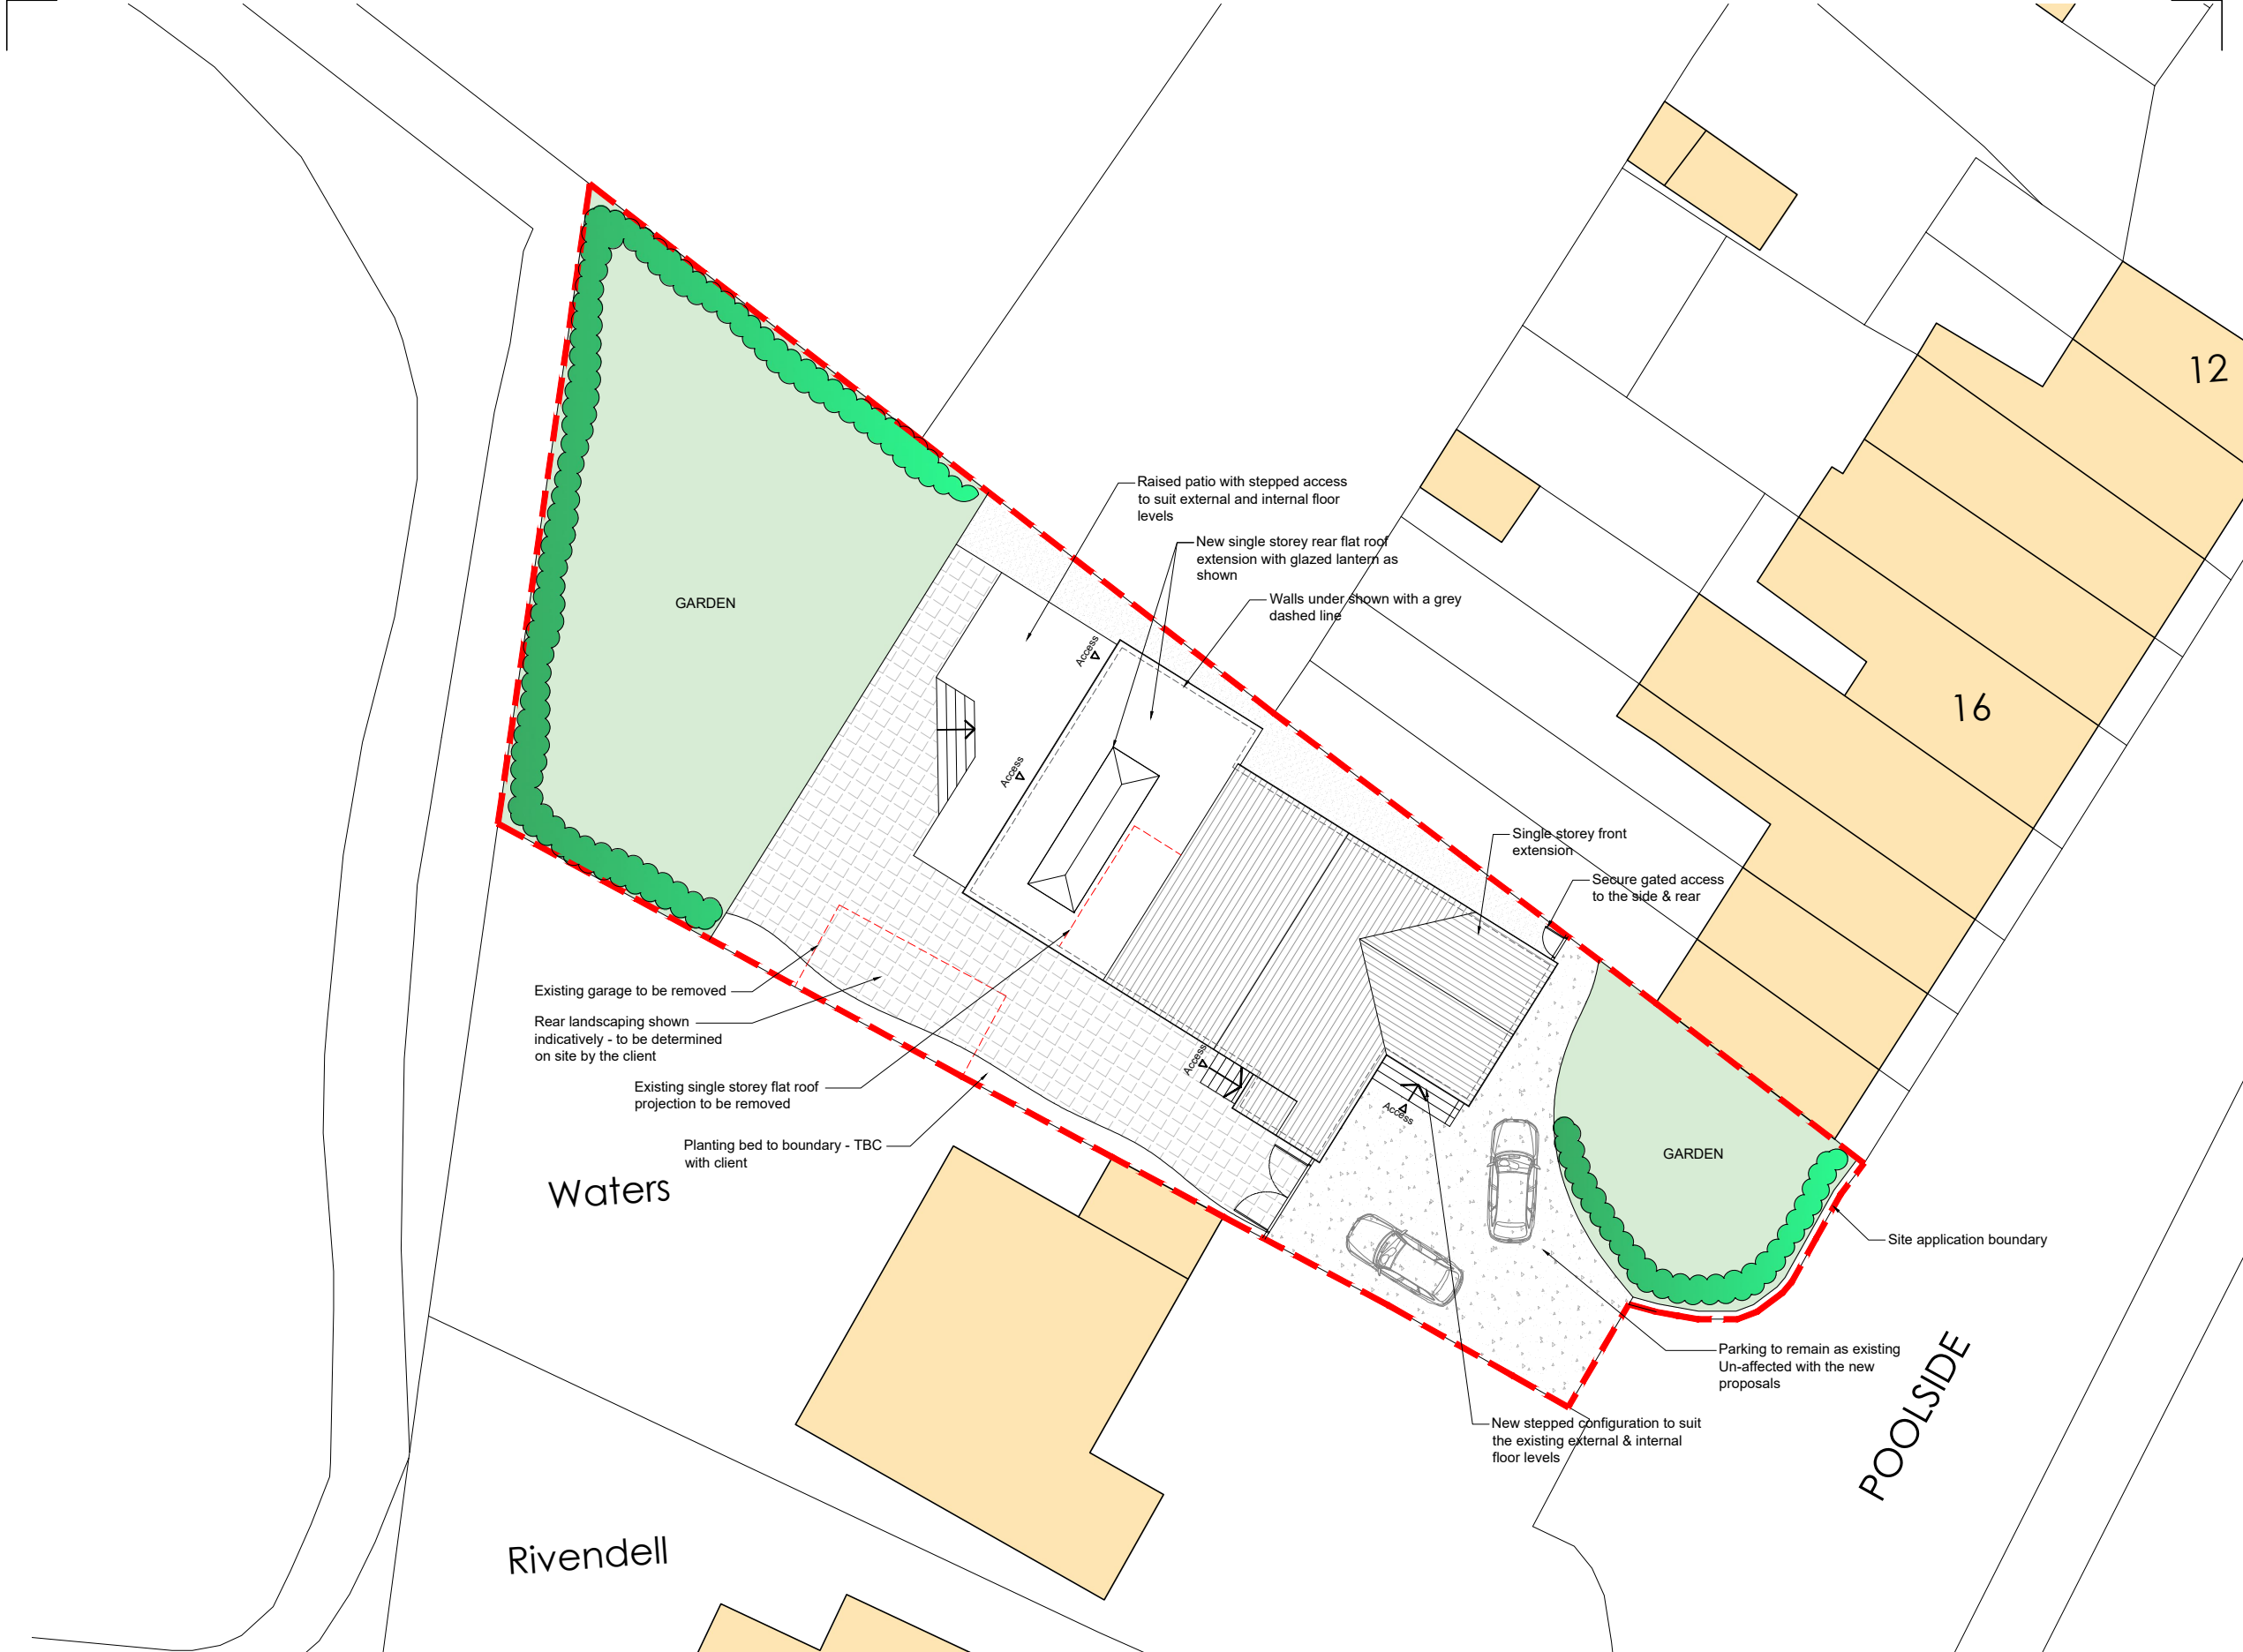 12
Raised patio with stepped access
to suit external and internal floor
levels
New single storey rear flat roof
extension with glazed lantern as
shown
Walls under shown with a grey
dashed line
GARDEN
Access
16
Access
Single storey front
extension
Secure gated access
to the side & rear
Existing garage to be removed
Rear landscaping shown
indicatively - to be determined
on site by the client
Existing single storey flat roof
projection to be removed
Planting bed to boundary - TBC
with client
Access
Access
GARDEN
Waters
Site application boundary
Parking to remain as existing
Un-affected with the new
proposals
POOLSIDE
New stepped configuration to suit
the existing external & internal
floor levels
Rivendell